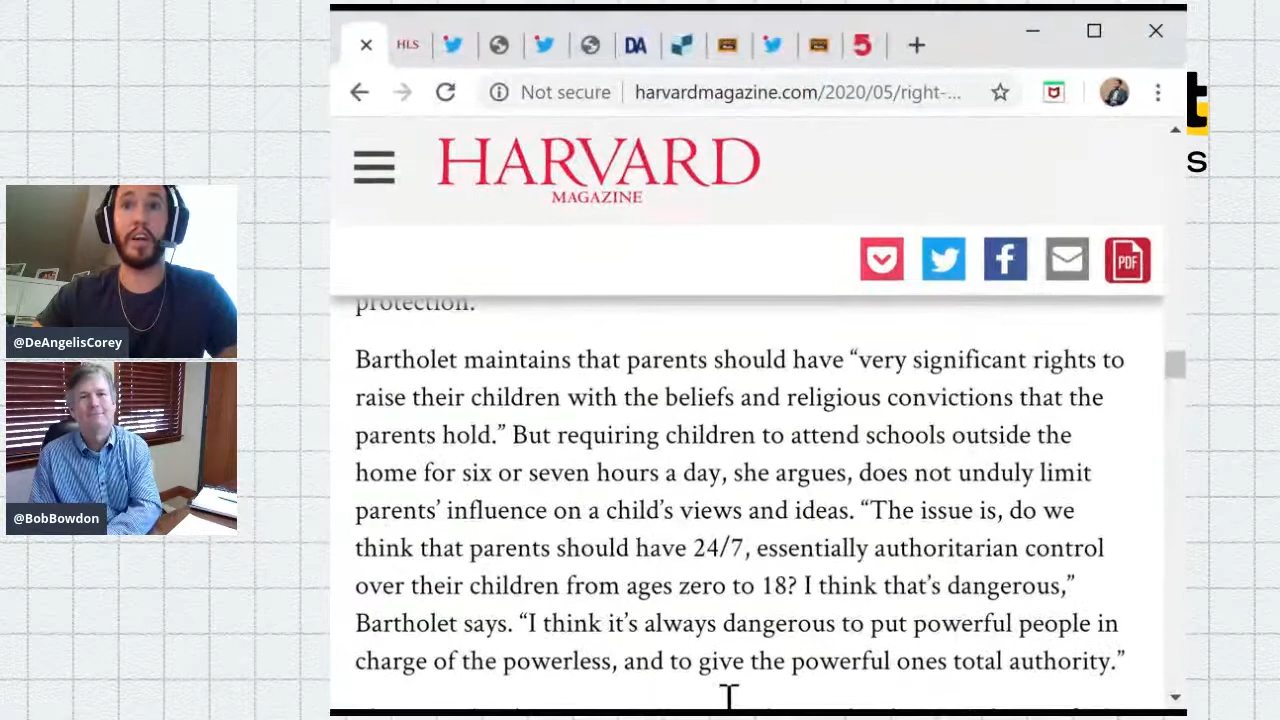 HLS
DA
5
Not secure
harvardmagazine.com/2020/05/right-...
t
s
HARVARD
MAGAZINE
PDF
protection.
Bartholet maintains that parents should have “very significant rights to
raise their children with the beliefs and religious convictions that the
parents hold.” But requiring children to attend schools outside the
home for six or seven hours a day, she argues, does not unduly limit
parents’ influence on a child’s views and ideas. “The issue is, do we
think that parents should have 24/7, essentially authoritarian control
over their children from ages zero to 18? I think that’s dangerous,”
Bartholet says. “I think it’s always dangerous to put powerful people in
charge of the powerless, and to give the powerful ones total authority.”
@DeAngelisCorey
@BobBowdon